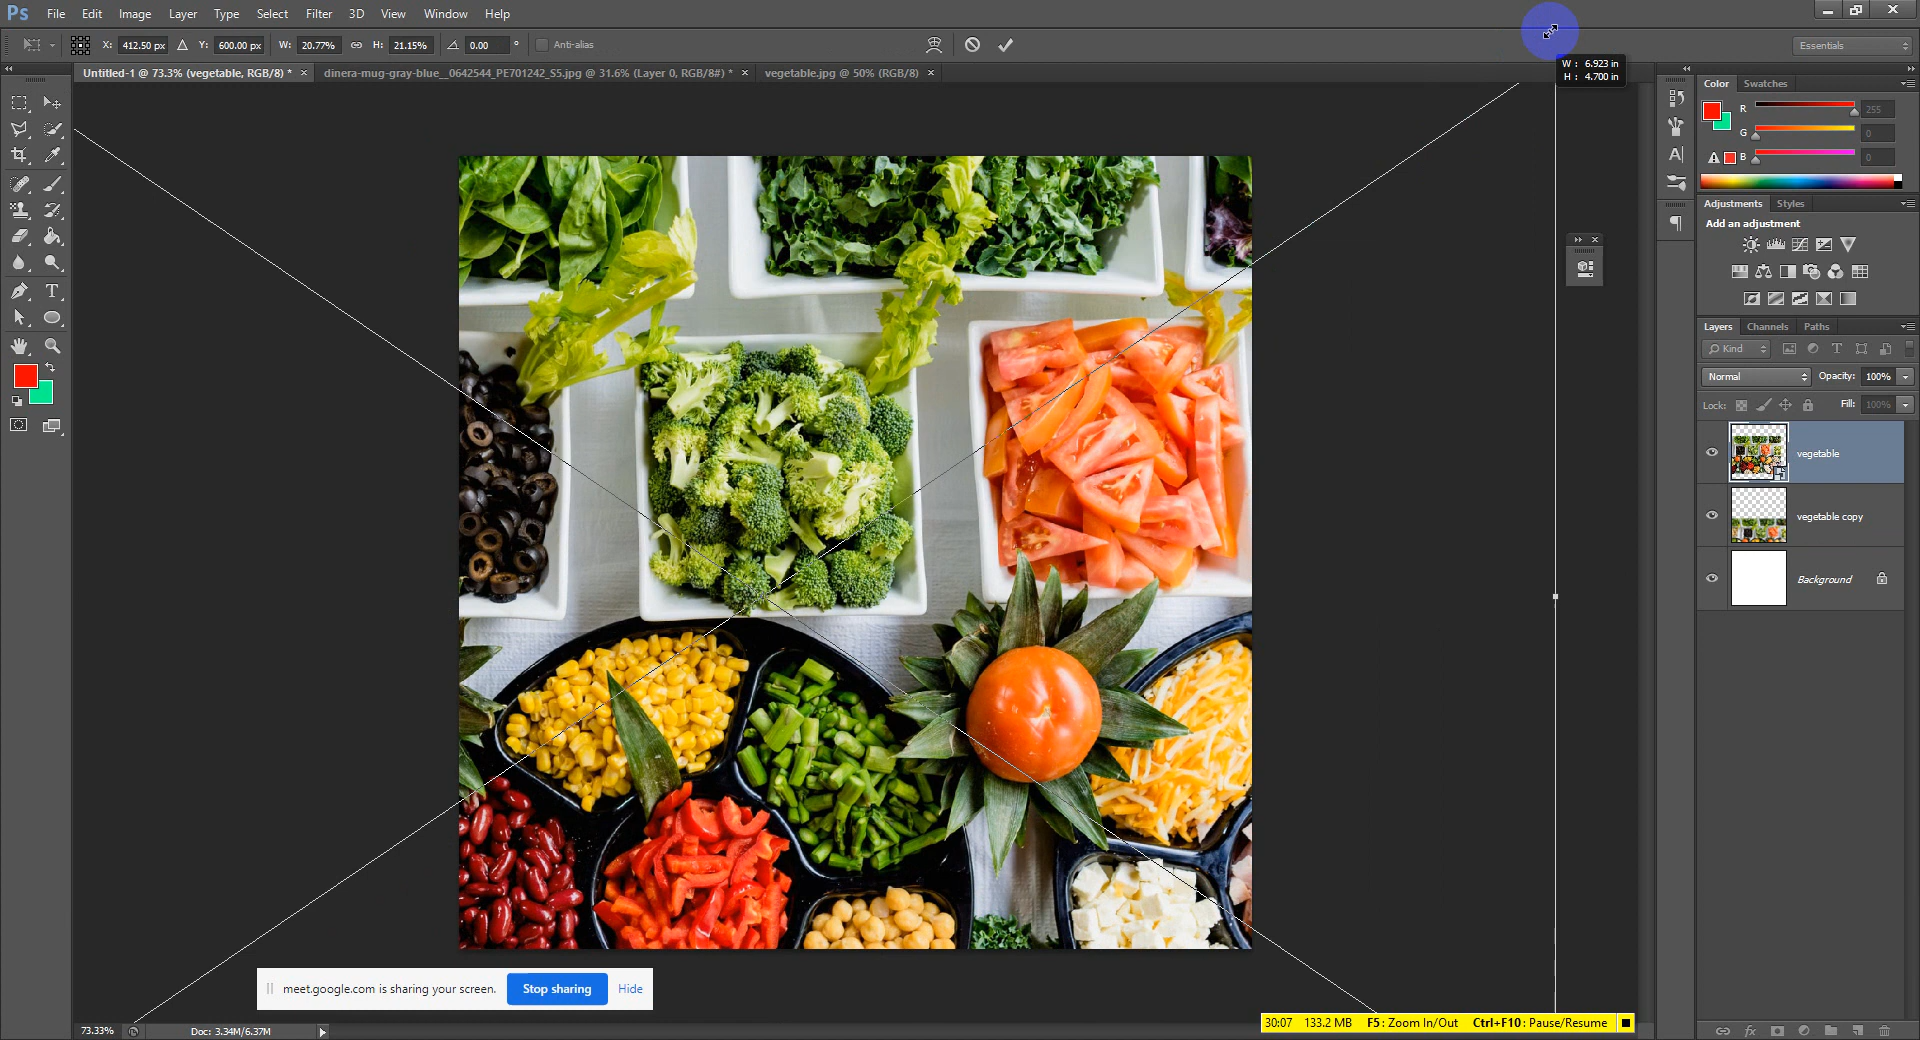 Ps File Edit Image Layer Type Select Filter 3D View Window Help
X: 412.50 px Y: 600.00 px W: 20.77% H: 21.15% 0.00 ° Anti-alias Essentials
W : 6.923 in
H : 4.700 in
Untitled-1 @ 73.3% (vegetable, RGB/8) * × dinera-mug-gray-blue__0642544_PE701242_S5.jpg @ 31.6% (Layer 0, RGB/8#) * × vegetable.jpg @ 50% (RGB/8) ×
Color Swatches
R 255
G 0
B 0
Adjustments Styles
Add an adjustment
Layers Channels Paths
Kind
Normal Opacity: 100%
Lock: Fill: 100%
vegetable
vegetable copy
Background
meet.google.com is sharing your screen. Stop sharing Hide
30:07 133.2 MB F5: Zoom In/Out Ctrl+F10: Pause/Resume
73.33% Doc: 3.34M/6.37M